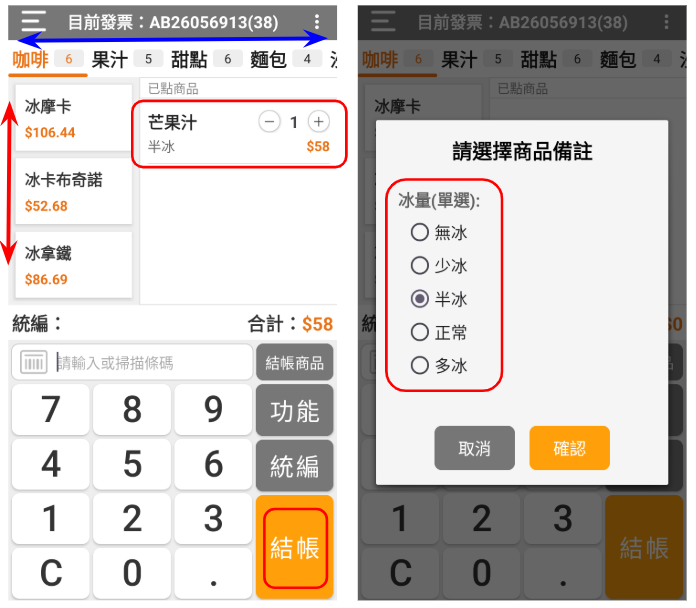 目前發票：AB26056913(38)
咖啡 6 果汁 5 甜點 6 麵包 4
已點商品
冰摩卡
$106.44
芒果汁
1
半冰
$58
冰卡布奇諾
$52.68
冰拿鐵
$86.69
統編：
合計：$58
請輸入或掃描條碼
結帳商品
7 8 9 功能
4 5 6 統編
1 2 3
結帳
C 0 .
目前發票：AB26056913(38)
咖啡 6 果汁 5 甜點 6 麵包 4
已點商品
冰摩卡
請選擇商品備註
冰量(單選):
無冰
少冰
半冰
正常
多冰
取消
確認
1 2 3
結帳
C 0 .